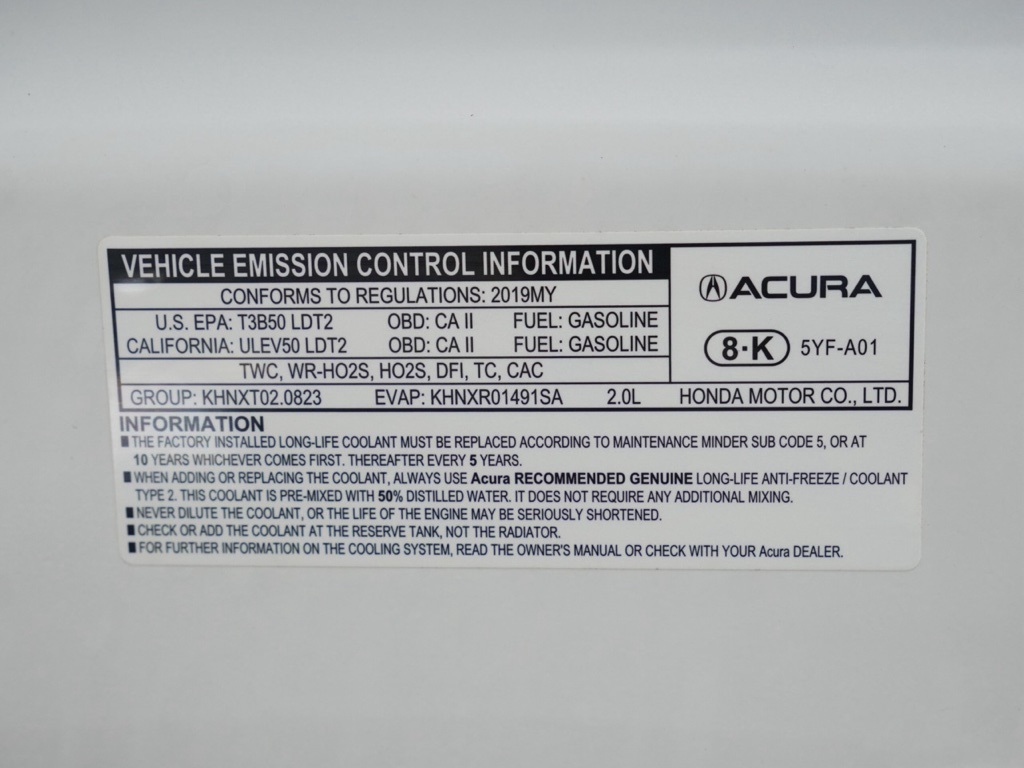 VEHICLE EMISSION CONTROL INFORMATION
CONFORMS TO REGULATIONS: 2019MY
U.S. EPA: T3B50 LDT2 OBD: CA II FUEL: GASOLINE
CALIFORNIA: ULEV50 LDT2 OBD: CA II FUEL: GASOLINE
TWC, WR-HO2S, HO2S, DFI, TC, CAC
GROUP: KHNXT02.0823 EVAP: KHNXR01491SA 2.0L
ACURA
8·K 5YF-A01
HONDA MOTOR CO., LTD.
INFORMATION
■ THE FACTORY INSTALLED LONG-LIFE COOLANT MUST BE REPLACED ACCORDING TO MAINTENANCE MINDER SUB CODE 5, OR AT
10 YEARS WHICHEVER COMES FIRST. THEREAFTER EVERY 5 YEARS.
■ WHEN ADDING OR REPLACING THE COOLANT, ALWAYS USE Acura RECOMMENDED GENUINE LONG-LIFE ANTI-FREEZE / COOLANT
TYPE 2. THIS COOLANT IS PRE-MIXED WITH 50% DISTILLED WATER. IT DOES NOT REQUIRE ANY ADDITIONAL MIXING.
■ NEVER DILUTE THE COOLANT, OR THE LIFE OF THE ENGINE MAY BE SERIOUSLY SHORTENED.
■ CHECK OR ADD THE COOLANT AT THE RESERVE TANK, NOT THE RADIATOR.
■ FOR FURTHER INFORMATION ON THE COOLING SYSTEM, READ THE OWNER'S MANUAL OR CHECK WITH YOUR Acura DEALER.